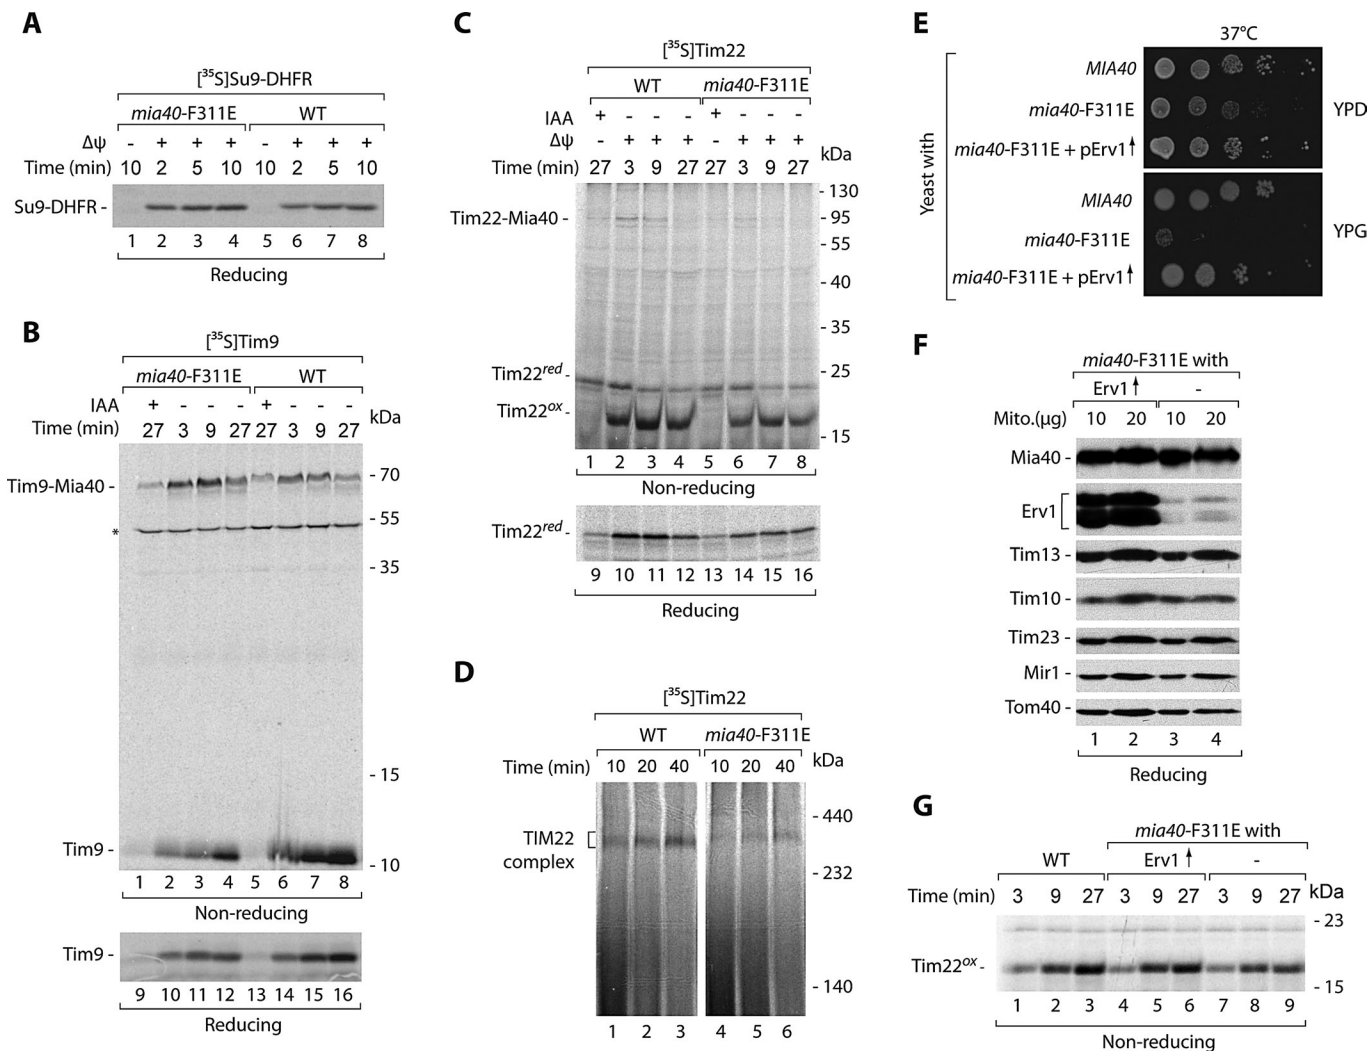 A
[³⁵S]Su9-DHFR
mia40-F311E WT
Δψ - + + + - + + +
Time (min) 10 2 5 10 10 2 5 10
Su9-DHFR -
1 2 3 4 5 6 7 8
Reducing
B
[³⁵S]Tim9
mia40-F311E WT
IAA + - - - + - - -
Time (min) 27 3 9 27 27 3 9 27 kDa
- 70
Tim9-Mia40 -
- 55
*
- 35
- 15
Tim9 -
- 10
1 2 3 4 5 6 7 8
Non-reducing
Tim9 -
9 10 11 12 13 14 15 16
Reducing
C
[³⁵S]Tim22
WT mia40-F311E
IAA + - - - + - - -
Δψ - + + + - + + +
kDa
Time (min) 27 3 9 27 27 3 9 27
- 130
Tim22-Mia40 - - 95
- 55
- 40
- 35
Tim22red - - 25
Tim22ox -
- 15
1 2 3 4 5 6 7 8
Non-reducing
Tim22red -
9 10 11 12 13 14 15 16
Reducing
D
[³⁵S]Tim22
WT mia40-F311E
Time (min) 10 20 40 10 20 40 kDa
- 440
TIM22
complex
- 232
- 140
1 2 3 4 5 6
E
37°C
Yeast with
MIA40
mia40-F311E YPD
mia40-F311E + pErv1↑
MIA40
mia40-F311E YPG
mia40-F311E + pErv1↑
F
mia40-F311E with
Erv1↑ -
Mito.(μg) 10 20 10 20
Mia40 -
Erv1
Tim13 -
Tim10 -
Tim23 -
Mir1 -
Tom40 -
1 2 3 4
Reducing
G
mia40-F311E with
WT Erv1↑ -
Time (min) 3 9 27 3 9 27 3 9 27 kDa
- 23
Tim22ox -
- 15
1 2 3 4 5 6 7 8 9
Non-reducing